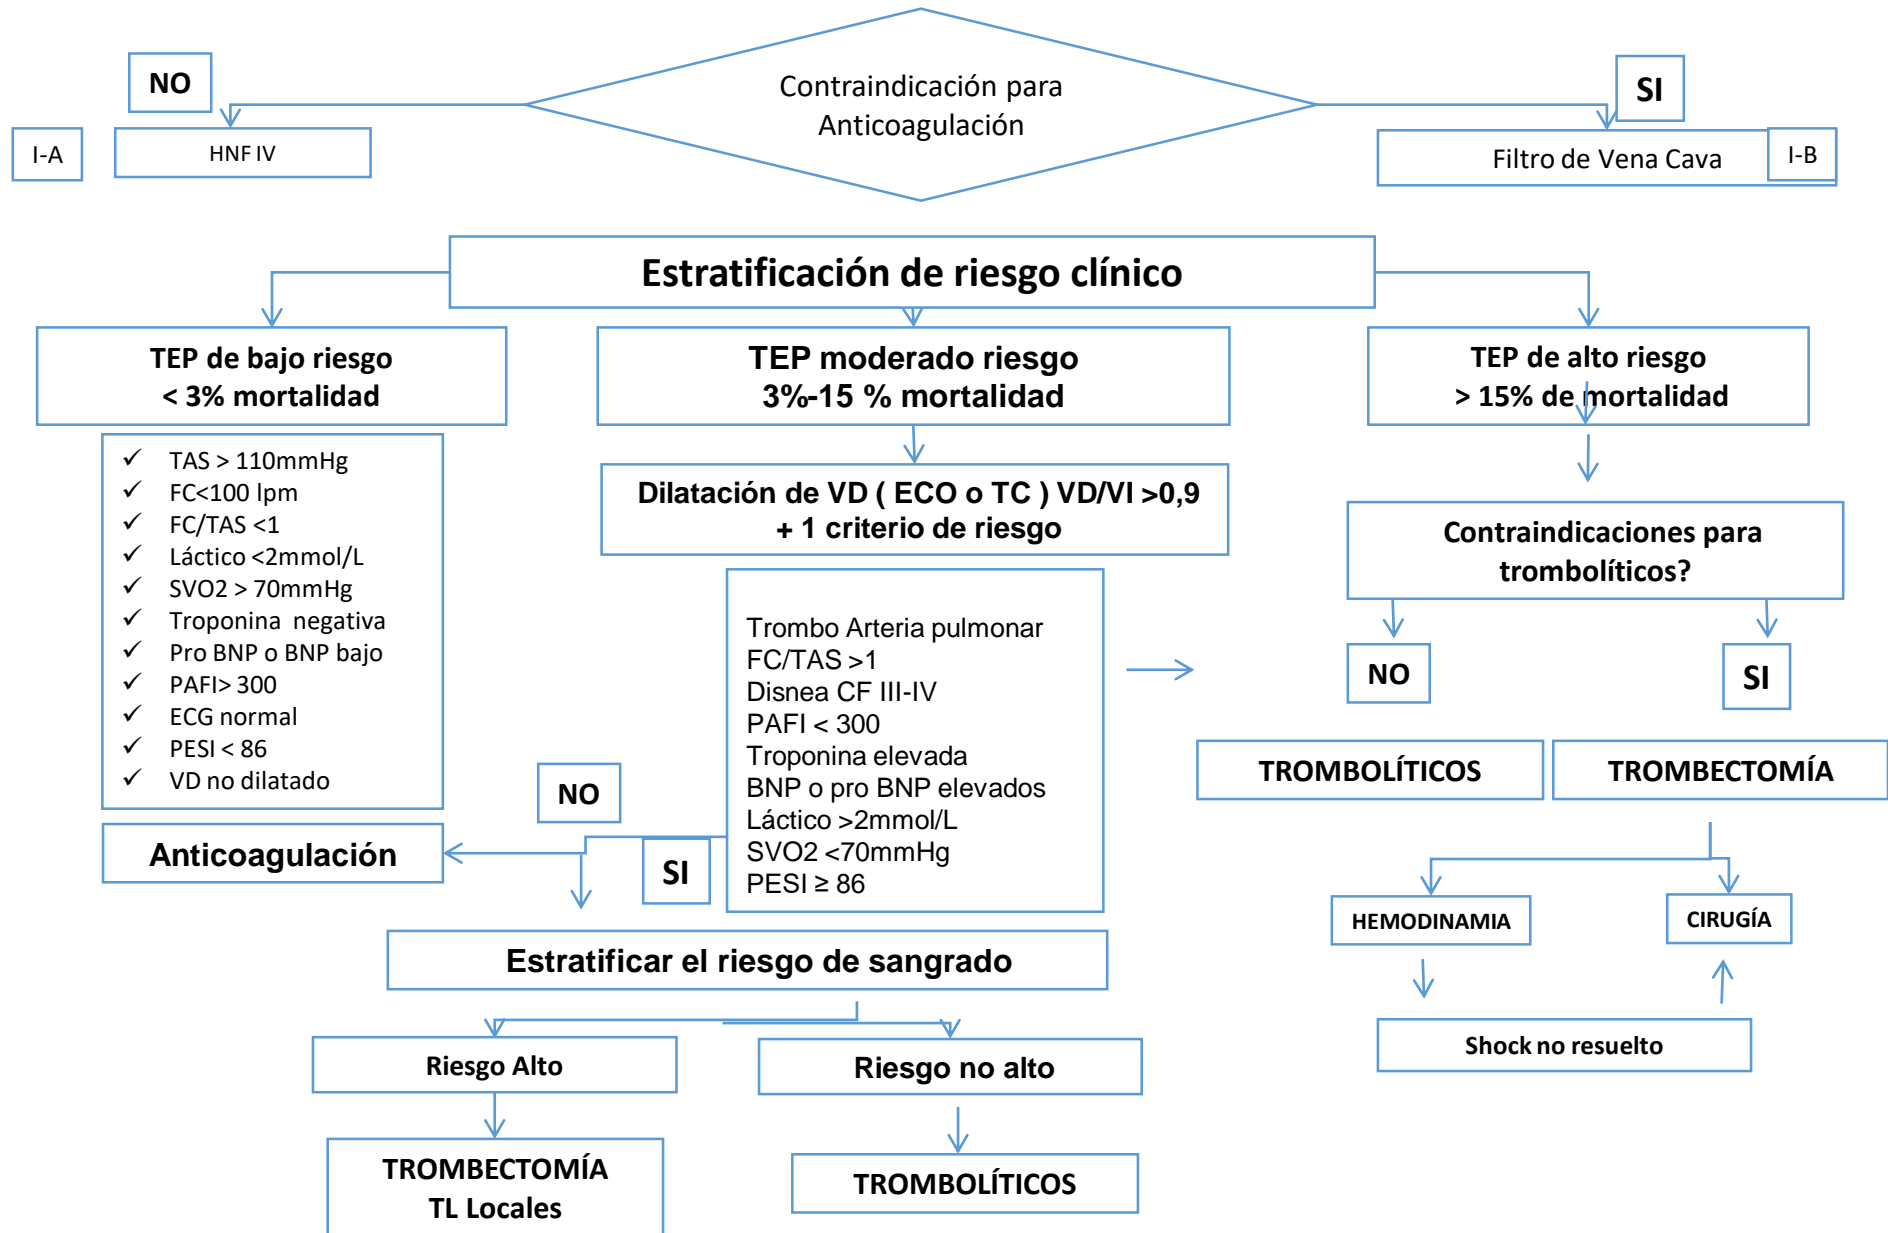 NO
Contraindicación para
Anticoagulación
SI
I-A
HNF IV
Filtro de Vena Cava
I-B
Estratificación de riesgo clínico
TEP de bajo riesgo
< 3% mortalidad
TEP moderado riesgo
3%-15 % mortalidad
TEP de alto riesgo
> 15% de mortalidad
✓ TAS > 110mmHg
✓ FC<100 lpm
✓ FC/TAS <1
✓ Láctico <2mmol/L
✓ SVO2 > 70mmHg
✓ Troponina negativa
✓ Pro BNP o BNP bajo
✓ PAFI> 300
✓ ECG normal
✓ PESI < 86
✓ VD no dilatado
Dilatación de VD ( ECO o TC ) VD/VI >0,9
+ 1 criterio de riesgo
Contraindicaciones para
trombolíticos?
Trombo Arteria pulmonar
FC/TAS >1
Disnea CF III-IV
PAFI < 300
Troponina elevada
BNP o pro BNP elevados
Láctico >2mmol/L
SVO2 <70mmHg
PESI ≥ 86
NO
SI
TROMBOLÍTICOS
TROMBECTOMÍA
NO
Anticoagulación
SI
HEMODINAMIA
CIRUGÍA
Estratificar el riesgo de sangrado
Shock no resuelto
Riesgo Alto
Riesgo no alto
TROMBECTOMÍA
TL Locales
TROMBOLÍTICOS